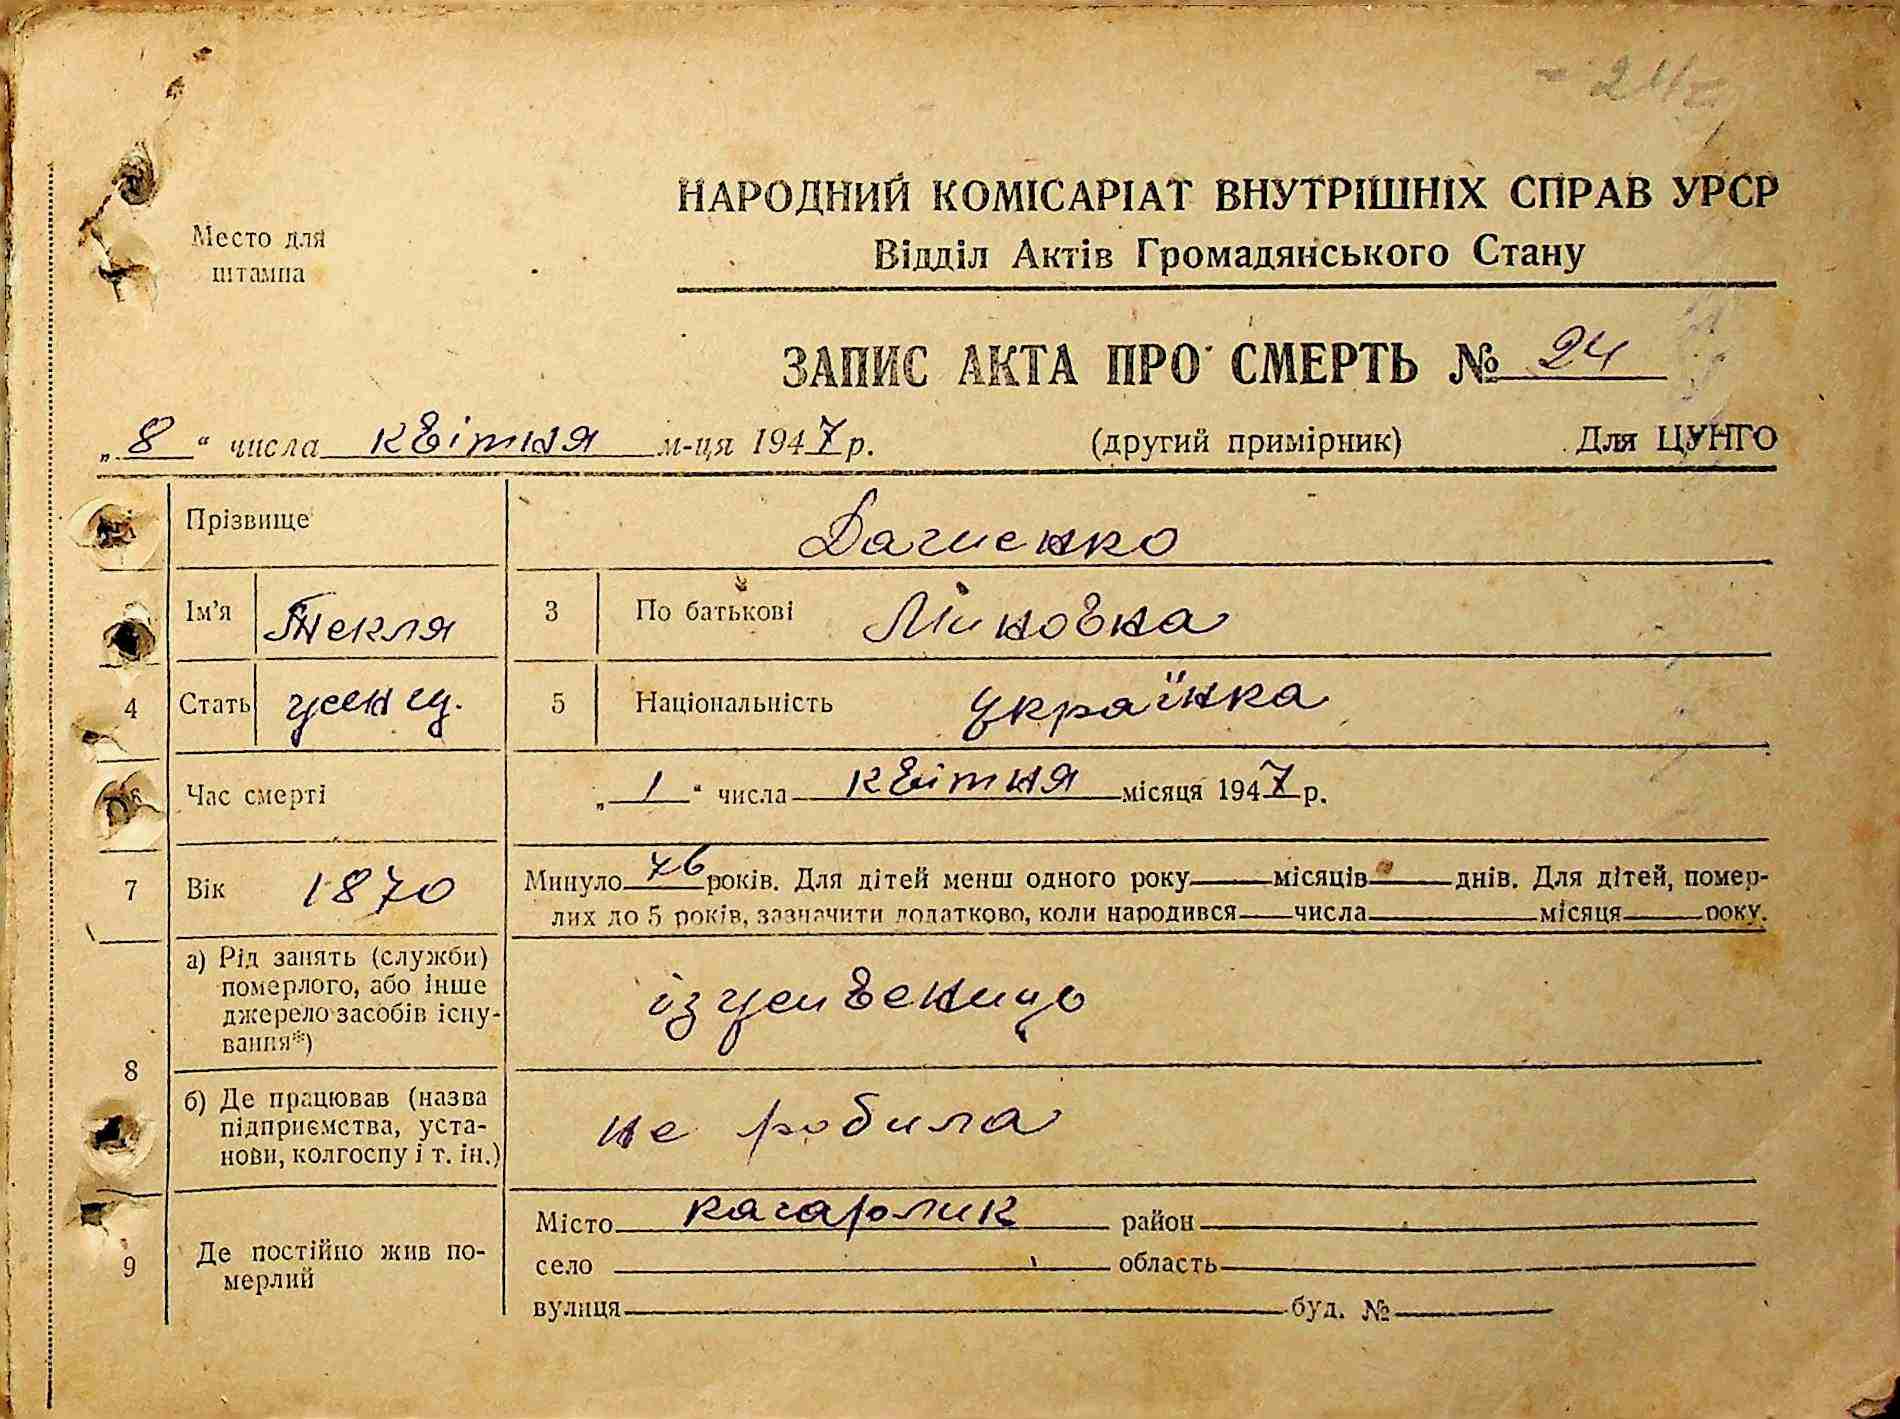 - 24 -
Место для
штампа
НАРОДНИЙ КОМІСАРІАТ ВНУТРІШНІХ СПРАВ УРСР
Відділ Актів Громадянського Стану
ЗАПИС АКТА ПРО СМЕРТЬ № 24
„ 8 “ числа квітня м-ця 1947 р. (другий примірник) Для ЦУНГО
Прізвище Дагиенко
Ім'я Текля 3 По батькові
4 Стать 5 Національність українка
6 Час смерті „ 1 “ числа квітня місяця 1947 р.
7 Вік 1870 Минуло 76 років. Для дітей менш одного року місяців днів. Для дітей, помер-
лих до 5 років, зазначити додатково, коли народився числа місяця року.
а) Рід занять (служби)
померлого, або інше
джерело засобів існу-
вання*)
8
б) Де працював (назва
підприємства, уста-
нови, колгоспу і т. ін.)
не робила
9 Де постійно жив по-
мерлий
Місто Кагарлик район
село область
вулиця буд. №